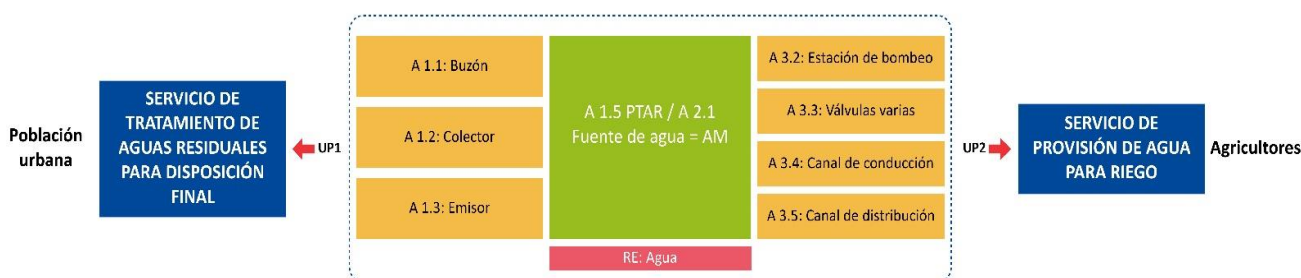 Población
urbana
SERVICIO DE
TRATAMIENTO DE
AGUAS RESIDUALES
PARA DISPOSICIÓN
FINAL
UP1
A 1.1: Buzón
A 1.2: Colector
A 1.3: Emisor
A 1.5 PTAR / A 2.1
Fuente de agua = AM
RE: Agua
A 3.2: Estación de bombeo
A 3.3: Válvulas varias
A 3.4: Canal de conducción
A 3.5: Canal de distribución
UP2
SERVICIO DE
PROVISIÓN DE AGUA
PARA RIEGO
Agricultores